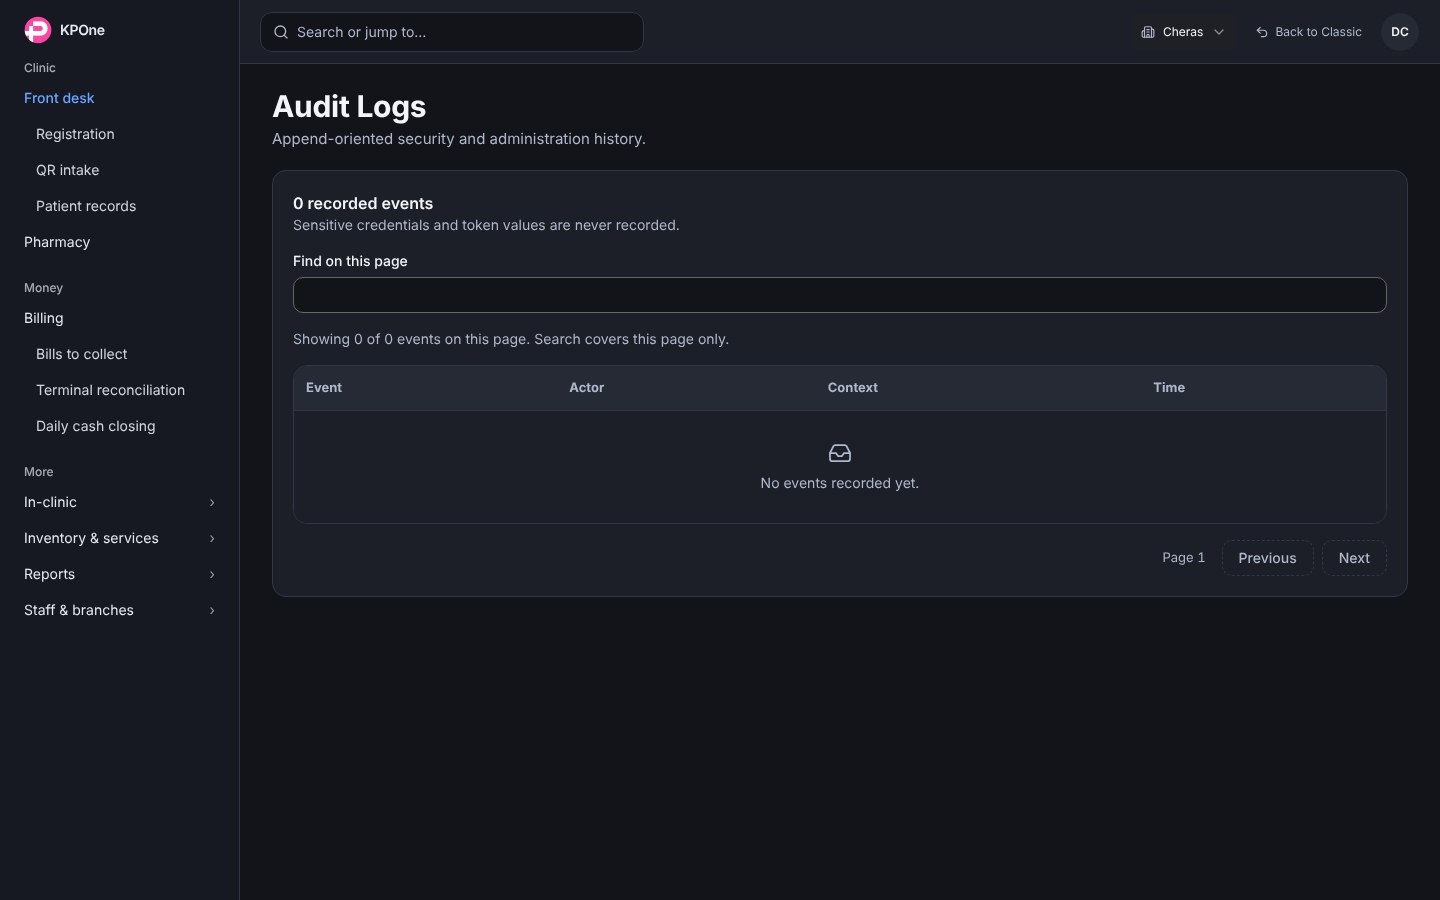 KPOne
Clinic
Front desk
Registration
QR intake
Patient records
Pharmacy
Money
Billing
Bills to collect
Terminal reconciliation
Daily cash closing
More
In-clinic
Inventory & services
Reports
Staff & branches
Search or jump to...
Cheras
Back to Classic
DC
Audit Logs
Append-oriented security and administration history.
0 recorded events
Sensitive credentials and token values are never recorded.
Find on this page
Showing 0 of 0 events on this page. Search covers this page only.
Event Actor Context Time
No events recorded yet.
Page 1 Previous Next